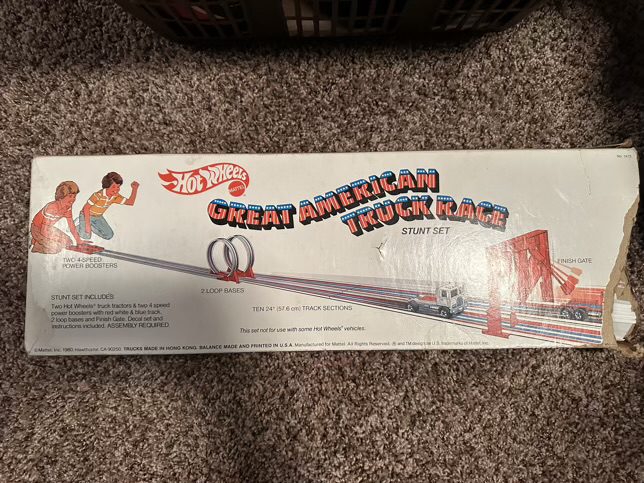 Hot Wheels
MATTEL
GREAT AMERICAN
TRUCK RACE
STUNT SET
TWO 4-SPEED
POWER BOOSTERS
2 LOOP BASES
FINISH GATE
TEN 24" (57.6 cm) TRACK SECTIONS
STUNT SET INCLUDES:
Two Hot Wheels® truck tractors & two 4 speed
power boosters with red white & blue track,
2 loop bases and Finish Gate. Decal set and
instructions included. ASSEMBLY REQUIRED.
This set not for use with some Hot Wheels® vehicles.
©Mattel, Inc. 1980, Hawthorne, CA 90250. TRUCKS MADE IN HONG KONG. BALANCE MADE AND PRINTED IN U.S.A. Manufactured for Mattel. All Rights Reserved. ® and TM designate U.S. trademarks of Mattel, Inc.